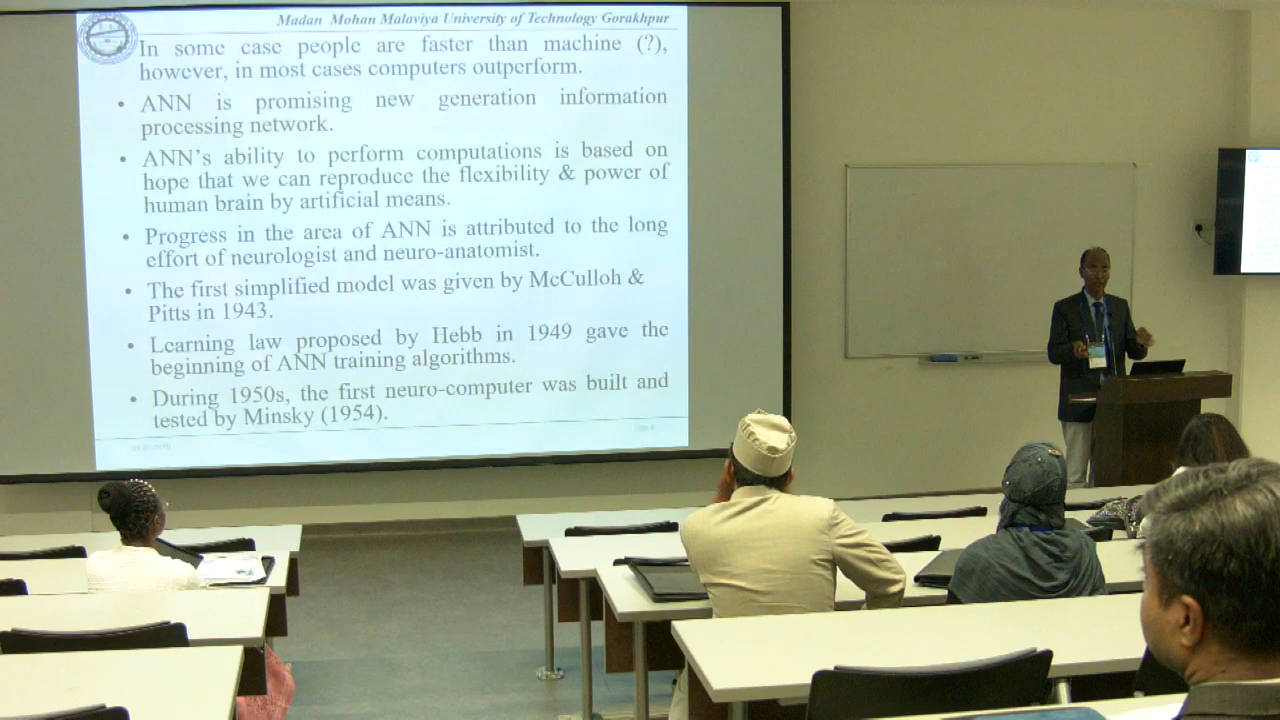 Madan Mohan Malaviya University of Technology Gorakhpur
In some case people are faster than machine (?),
however, in most cases computers outperform.
• ANN is promising new generation information
processing network.
• ANN's ability to perform computations is based on
hope that we can reproduce the flexibility & power of
human brain by artificial means.
• Progress in the area of ANN is attributed to the long
effort of neurologist and neuro-anatomist.
• The first simplified model was given by McCulloh &
Pitts in 1943.
• Learning law proposed by Hebb in 1949 gave the
beginning of ANN training algorithms.
• During 1950s, the first neuro-computer was built and
tested by Minsky (1954).